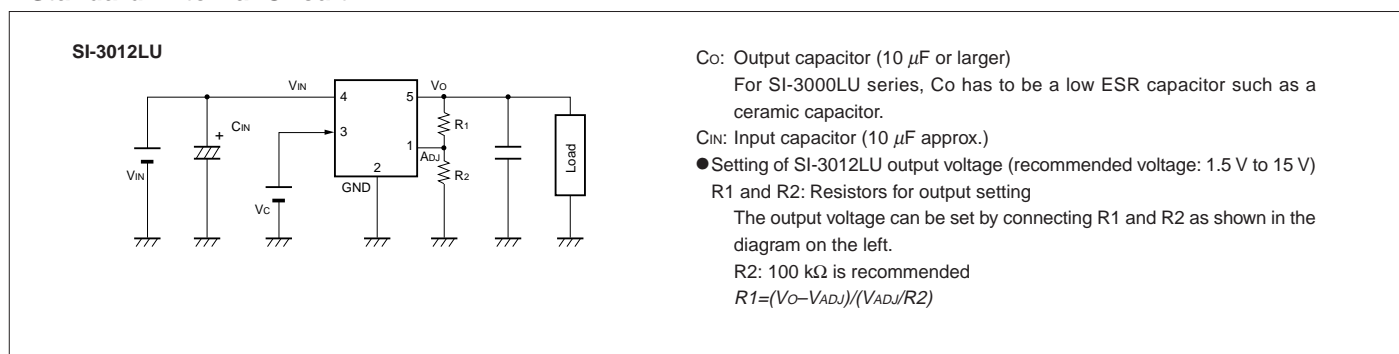 SI-3012LU
VIN
4
5
VO
CIN
+
3
R1
1
ADJ
R2
2
GND
VIN
VC
Load
CO: Output capacitor (10 μF or larger)
For SI-3000LU series, Co has to be a low ESR capacitor such as a
ceramic capacitor.
CIN: Input capacitor (10 μF approx.)
●Setting of SI-3012LU output voltage (recommended voltage: 1.5 V to 15 V)
R1 and R2: Resistors for output setting
The output voltage can be set by connecting R1 and R2 as shown in the
diagram on the left.
R2: 100 kΩ is recommended
R1=(VO–VADJ)/(VADJ/R2)